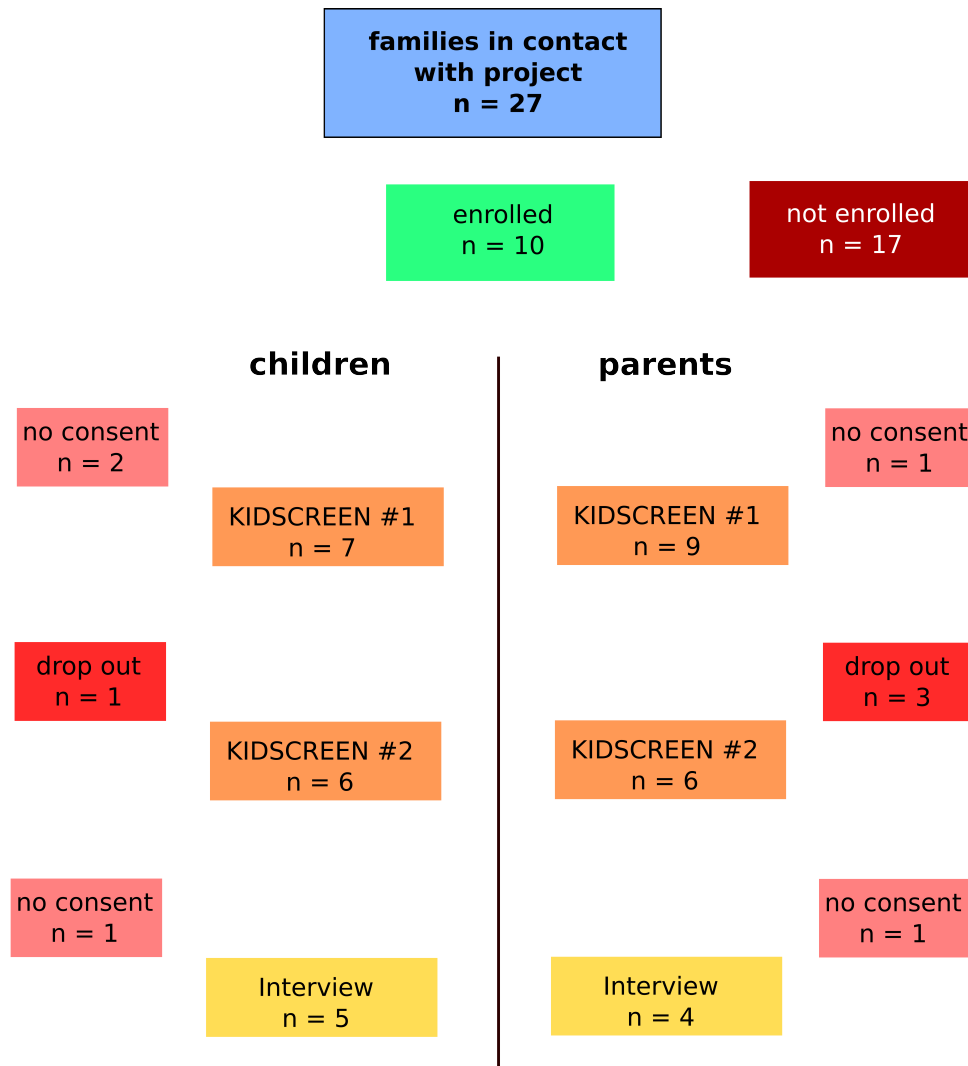 families in contact
with project
n = 27
enrolled
n = 10
not enrolled
n = 17
children
parents
no consent
n = 2
no consent
n = 1
KIDSCREEN #1
n = 7
KIDSCREEN #1
n = 9
drop out
n = 1
drop out
n = 3
KIDSCREEN #2
n = 6
KIDSCREEN #2
n = 6
no consent
n = 1
no consent
n = 1
Interview
n = 5
Interview
n = 4